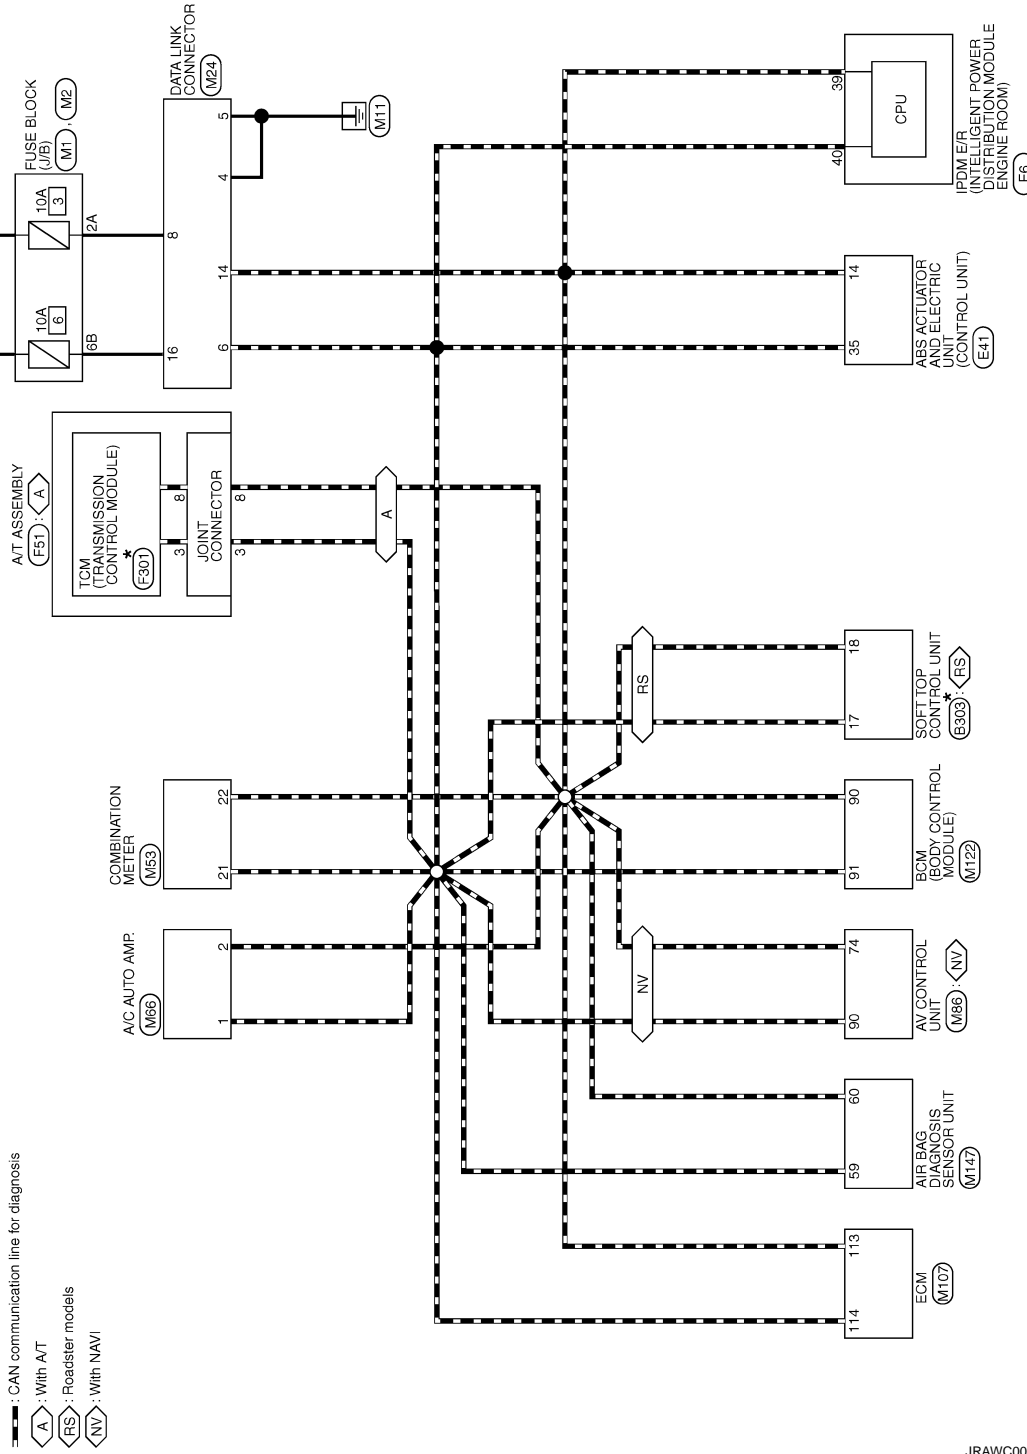 : CAN communication line for diagnosis
A : With A/T
RS : Roadster models
NV : With NAVI
FUSE BLOCK
(J/B)
M1 , M2
10A
3
10A
6
2A
6B
DATA LINK
CONNECTOR
M24
8
16
4
5
14
6
M11
A/T ASSEMBLY
F51 : A
TCM
(TRANSMISSION
CONTROL MODULE)
*
F301
3
8
JOINT
CONNECTOR
3
8
A
COMBINATION
METER
M53
21
22
A/C AUTO AMP.
M66
1
2
RS
NV
114
113
ECM
M107
59
60
AIR BAG
DIAGNOSIS
SENSOR UNIT
M147
90
74
AV CONTROL
UNIT
M86 : NV
91
90
BCM
(BODY CONTROL
MODULE)
M122
17
18
SOFT TOP
CONTROL UNIT
*
B303 : RS
35
14
ABS ACTUATOR
AND ELECTRIC
UNIT
(CONTROL UNIT)
E41
40
39
CPU
IPDM E/R
(INTELLIGENT POWER
DISTRIBUTION MODULE
ENGINE ROOM)
JRAWC00